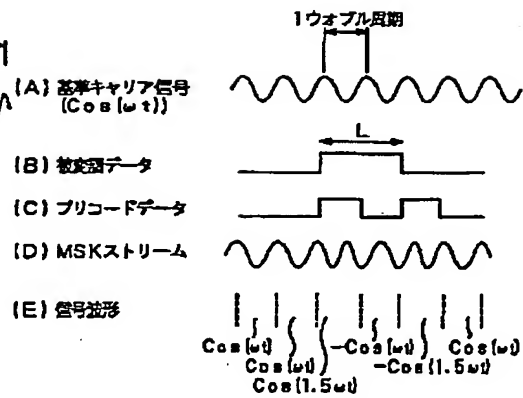 1ウォブル周期
(A) 基準キャリア信号
(Cos(ωt))
L
(B) 被変調データ
(C) プリコードデータ
(D) MSKストリーム
(E) 信号波形
Cos(ωt) -Cos(ωt) Cos(ωt)
Cos(ωt) -Cos(1.5ωt)
Cos(1.5ωt)